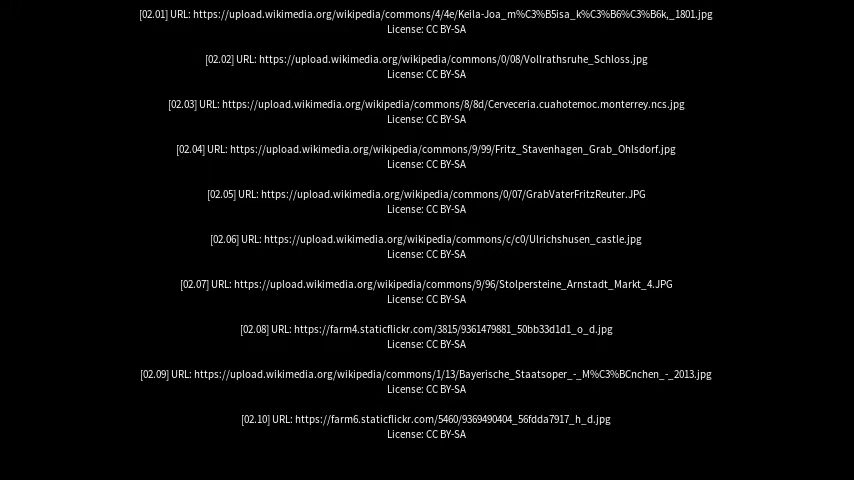 [02.01] URL: https://upload.wikimedia.org/wikipedia/commons/4/4e/Keila-Joa_m%C3%B5isa_k%C3%B6%C3%B6k,_1801.jpg
License: CC BY-SA
[02.02] URL: https://upload.wikimedia.org/wikipedia/commons/0/08/Vollrathsruhe_Schloss.jpg
License: CC BY-SA
[02.03] URL: https://upload.wikimedia.org/wikipedia/commons/8/8d/Cerveceria.cuahotemoc.monterrey.ncs.jpg
License: CC BY-SA
[02.04] URL: https://upload.wikimedia.org/wikipedia/commons/9/99/Fritz_Stavenhagen_Grab_Ohlsdorf.jpg
License: CC BY-SA
[02.05] URL: https://upload.wikimedia.org/wikipedia/commons/0/07/GrabVaterFritzReuter.JPG
License: CC BY-SA
[02.06] URL: https://upload.wikimedia.org/wikipedia/commons/c/c0/Ulrichshusen_castle.jpg
License: CC BY-SA
[02.07] URL: https://upload.wikimedia.org/wikipedia/commons/9/96/Stolpersteine_Arnstadt_Markt_4.JPG
License: CC BY-SA
[02.08] URL: https://farm4.staticflickr.com/3815/9361479881_50bb33d1d1_o_d.jpg
License: CC BY-SA
[02.09] URL: https://upload.wikimedia.org/wikipedia/commons/1/13/Bayerische_Staatsoper_-_M%C3%BCnchen_-_2013.jpg
License: CC BY-SA
[02.10] URL: https://farm6.staticflickr.com/5460/9369490404_56fdda7917_h_d.jpg
License: CC BY-SA